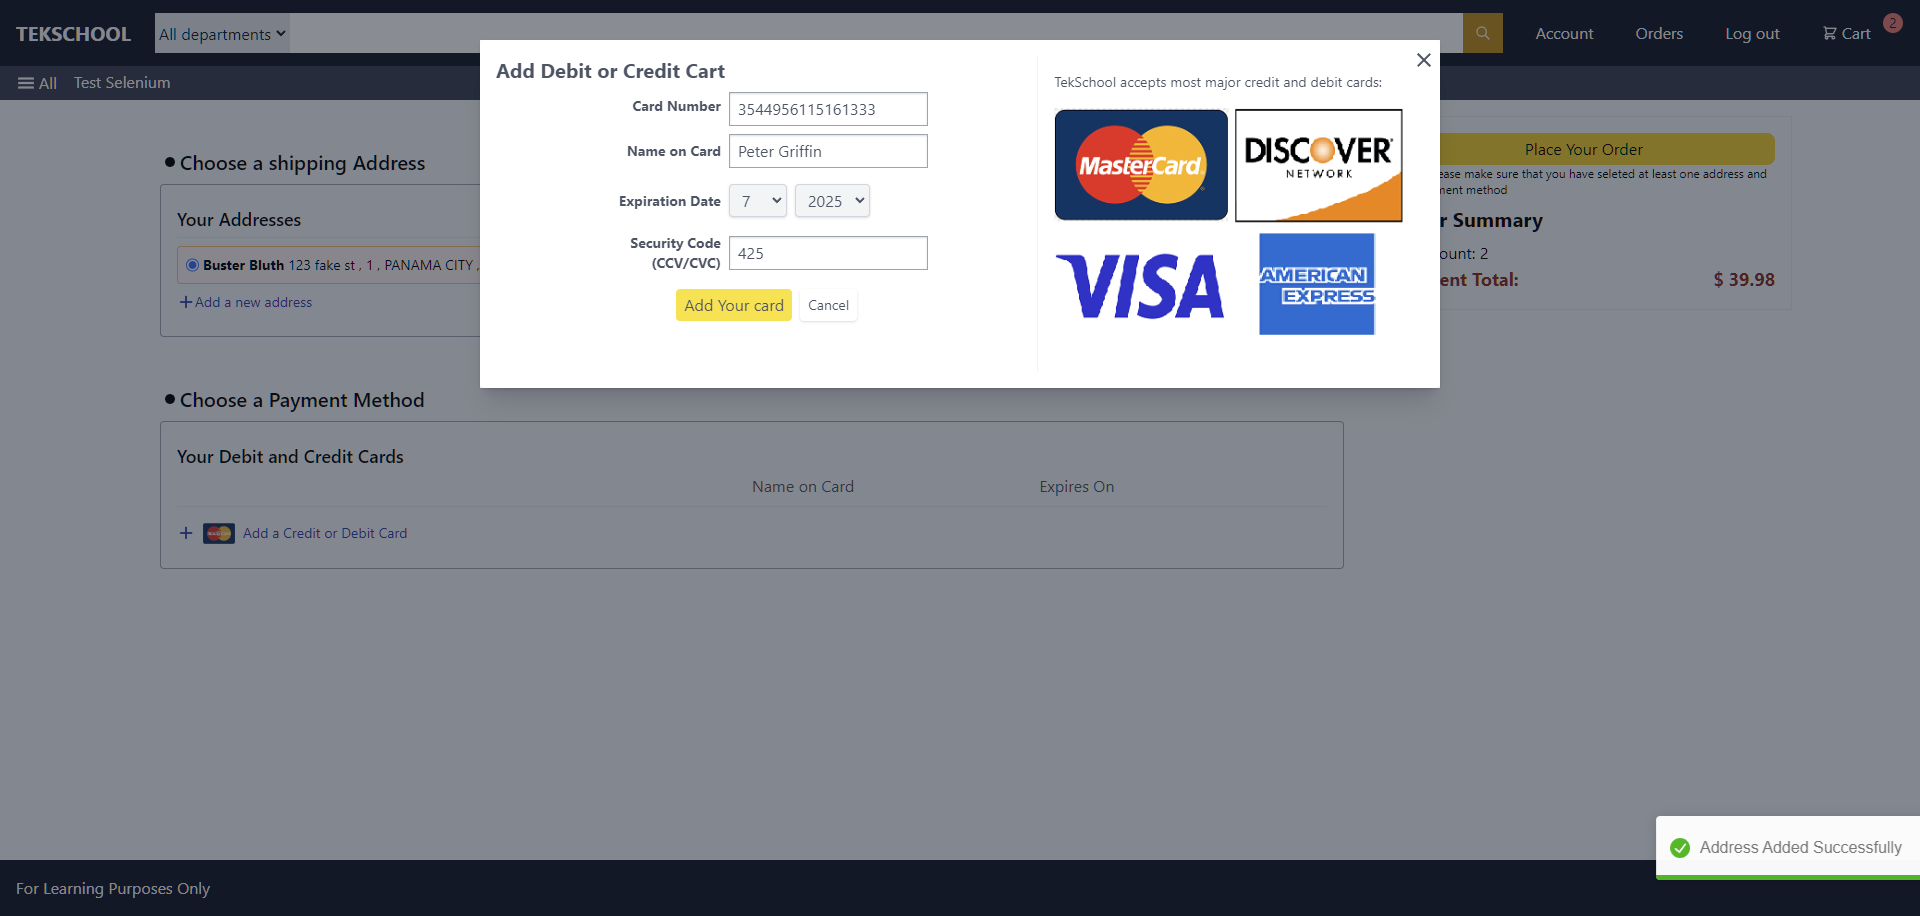 TEKSCHOOL
All departments
Account
Orders
Log out
Cart
2
All
Test Selenium
Add Debit or Credit Cart
Card Number
3544956115161333
Name on Card
Peter Griffin
Expiration Date
7
2025
Security Code
(CCV/CVC)
425
Add Your card
Cancel
TekSchool accepts most major credit and debit cards:
MasterCard
DISCOVER
NETWORK
VISA
AMERICAN
EXPRESS
Choose a shipping Address
Your Addresses
Buster Bluth 123 fake st , 1 , PANAMA CITY ,
Add a new address
Place Your Order
make sure that you have seleted at least one address and
method
Summary
2
Total:
$ 39.98
Choose a Payment Method
Your Debit and Credit Cards
Name on Card
Expires On
Add a Credit or Debit Card
Address Added Successfully
For Learning Purposes Only